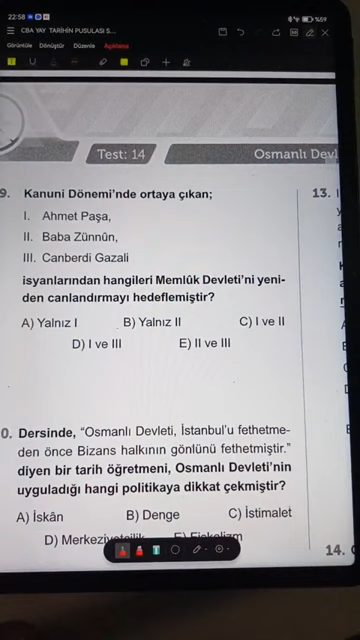 22:58
%59
CBA YAY TARİHİN PUSULASI S...
Görüntüle Dönüştür Düzenle Açıklama
Test: 14
Osmanlı Devl
9. Kanuni Dönemi'nde ortaya çıkan;
13.
I. Ahmet Paşa,
II. Baba Zünnûn,
III. Canberdi Gazali
isyanlarından hangileri Memlûk Devleti'ni yeni-
den canlandırmayı hedeflemiştir?
A) Yalnız I B) Yalnız II C) I ve II
D) I ve III E) II ve III
0. Dersinde, "Osmanlı Devleti, İstanbul'u fethetme-
den önce Bizans halkının gönlünü fethetmiştir."
diyen bir tarih öğretmeni, Osmanlı Devleti'nin
uyguladığı hangi politikaya dikkat çekmiştir?
A) İskân B) Denge C) İstimalet
D) Merkeziyetçilik E) Fiskalizm
14.